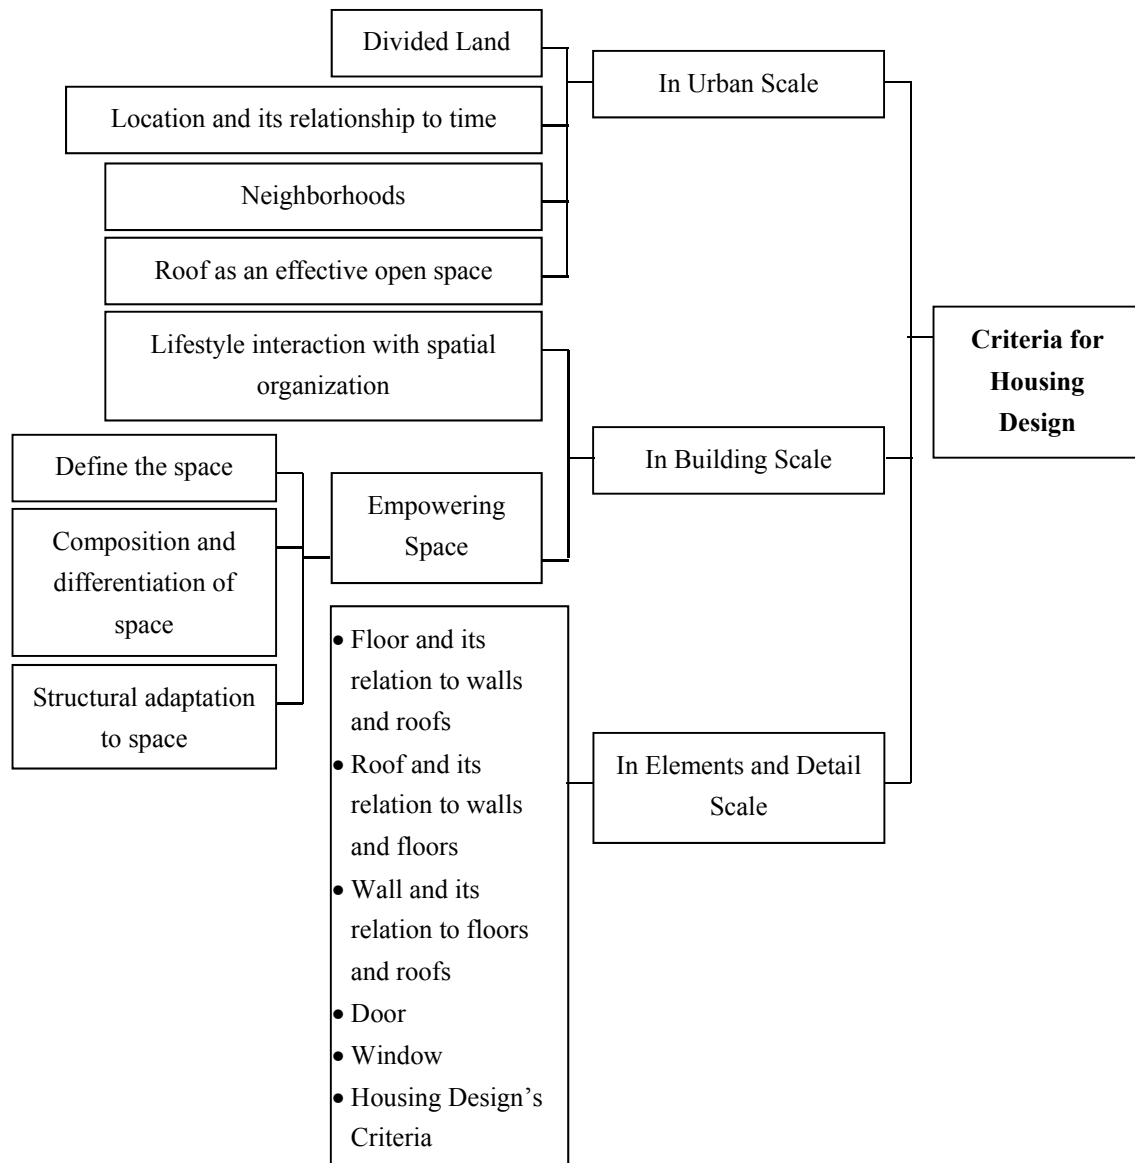 Divided Land
In Urban Scale
Location and its relationship to time
Neighborhoods
Roof as an effective open space
Lifestyle interaction with spatial
organization
Criteria for
Housing
Design
In Building Scale
Define the space
Empowering
Space
Composition and
differentiation of
space
Structural adaptation
to space
• Floor and its
relation to walls
and roofs
• Roof and its
relation to walls
and floors
• Wall and its
relation to floors
and roofs
• Door
• Window
• Housing Design’s
Criteria
In Elements and Detail
Scale